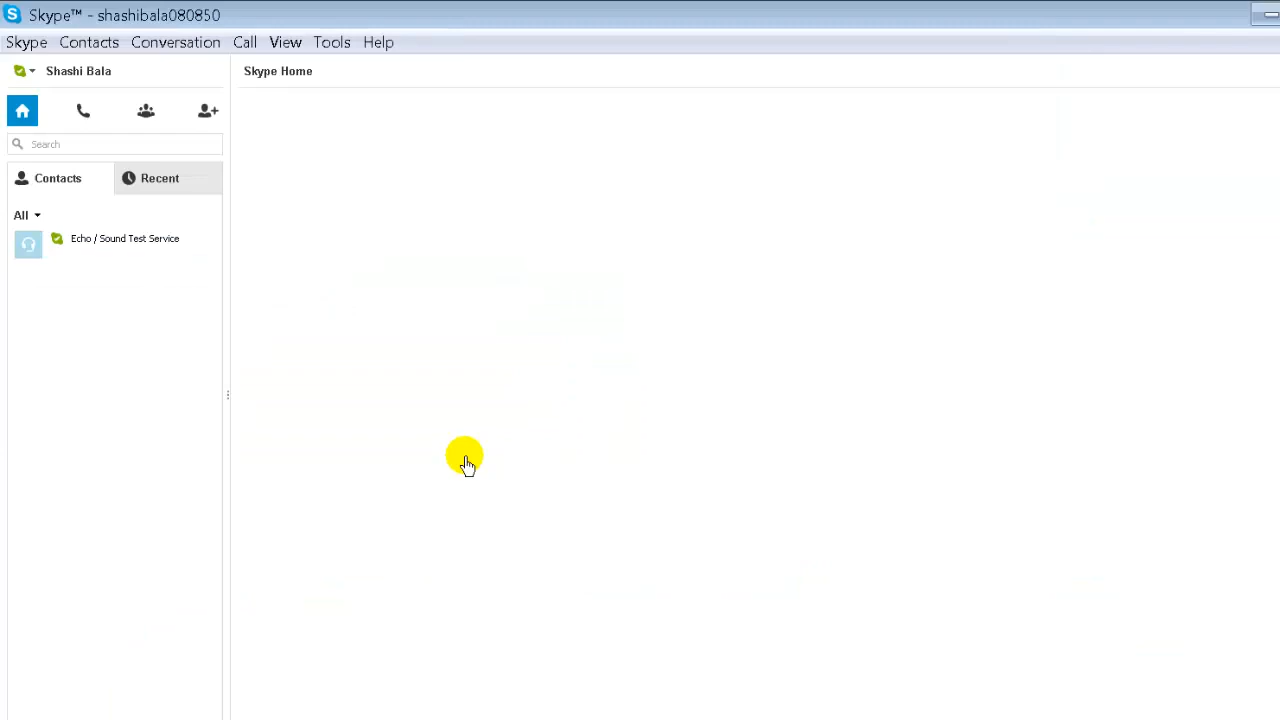 Skype™ - shashibala080850
Skype Contacts Conversation Call View Tools Help
Shashi Bala
Skype Home
Search
Contacts
Recent
All
Echo / Sound Test Service